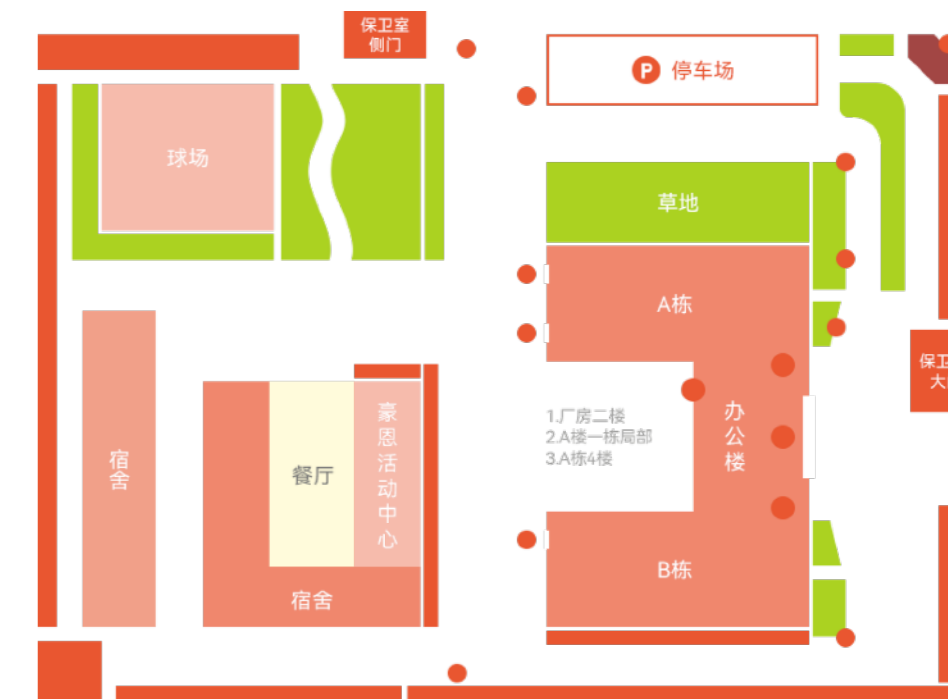 保卫室
侧门
P 停车场
球场
草地
A栋
保卫
大
1.厂房二楼
2.A楼一栋局部
3.A栋4楼
办公楼
豪恩活动中心
宿舍
餐厅
B栋
宿舍